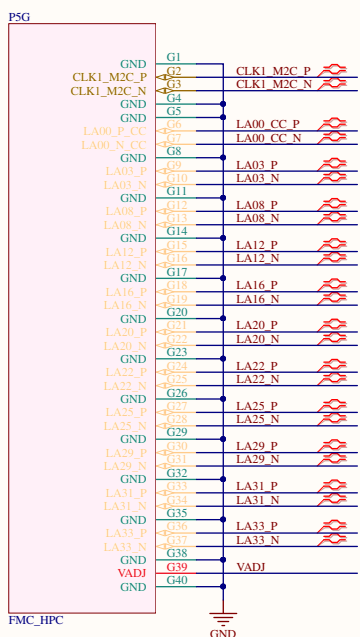 P5G
GND G1
CLK1_M2C_P G2 CLK1_M2C_P
CLK1_M2C_N G3 CLK1_M2C_N
GND G4
GND G5
LA00_P_CC G6 LA00_CC_P
LA00_N_CC G7 LA00_CC_N
GND G8
LA03_P G9 LA03_P
LA03_N G10 LA03_N
GND G11
LA08_P G12 LA08_P
LA08_N G13 LA08_N
GND G14
LA12_P G15 LA12_P
LA12_N G16 LA12_N
GND G17
LA16_P G18 LA16_P
LA16_N G19 LA16_N
GND G20
LA20_P G21 LA20_P
LA20_N G22 LA20_N
GND G23
LA22_P G24 LA22_P
LA22_N G25 LA22_N
GND G26
LA25_P G27 LA25_P
LA25_N G28 LA25_N
GND G29
LA29_P G30 LA29_P
LA29_N G31 LA29_N
GND G32
LA31_P G33 LA31_P
LA31_N G34 LA31_N
GND G35
LA33_P G36 LA33_P
LA33_N G37 LA33_N
GND G38
VADJ G39 VADJ
GND G40
FMC_HPC
GND